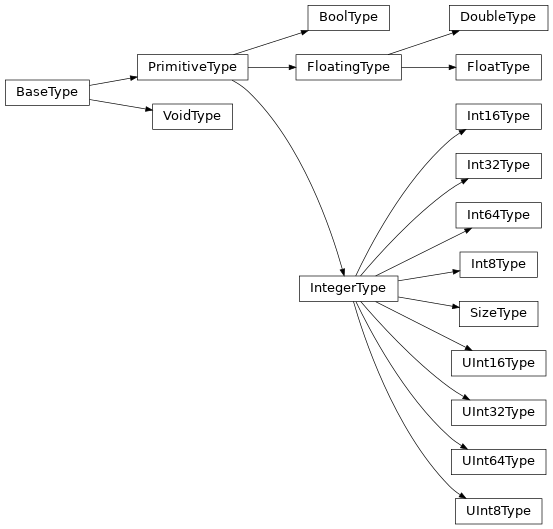 BoolType
DoubleType
PrimitiveType
FloatingType
FloatType
BaseType
VoidType
Int16Type
Int32Type
Int64Type
Int8Type
IntegerType
SizeType
UInt16Type
UInt32Type
UInt64Type
UInt8Type